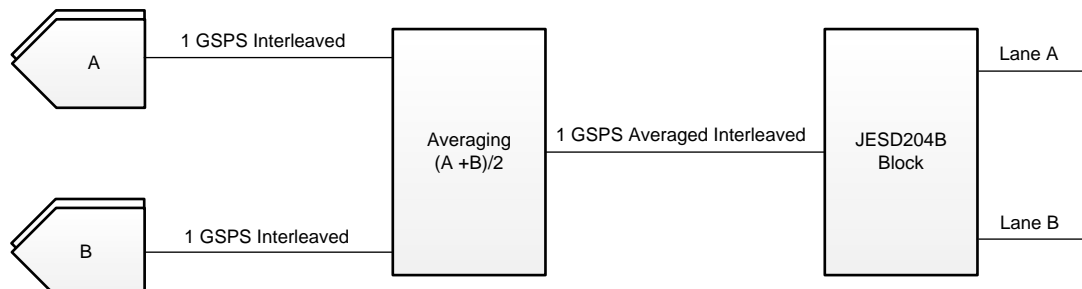 A
1 GSPS Interleaved
Averaging
(A +B)/2
1 GSPS Averaged Interleaved
JESD204B
Block
Lane A
Lane B
B
1 GSPS Interleaved